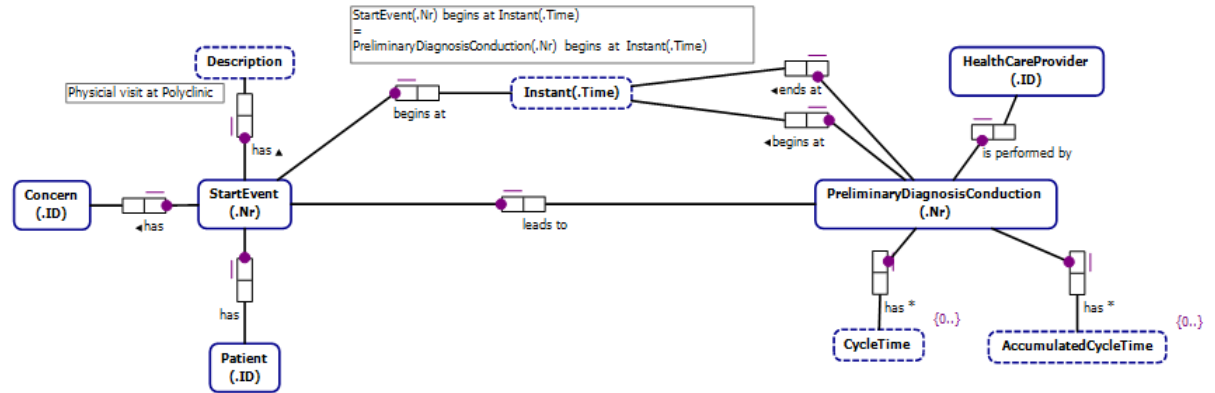 StartEvent(.Nr) begins at Instant(.Time)
=
PreliminaryDiagnosisConduction(.Nr) begins at Instant(.Time)
Description
Physicial visit at Polyclinic
has ▲
begins at
Instant(.Time)
◄ends at
◄begins at
HealthCareProvider
(.ID)
is performed by
Concern
(.ID)
◄has
StartEvent
(.Nr)
leads to
PreliminaryDiagnosisConduction
(.Nr)
has
Patient
(.ID)
has *
{0..}
CycleTime
has *
{0..}
AccumulatedCycleTime